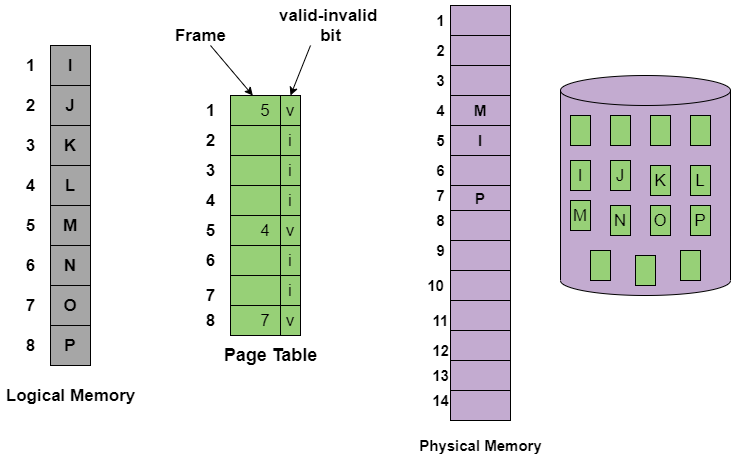 valid-invalid
bit
Frame
1 I
2 J
3 K
4 L
5 M
6 N
7 O
8 P
Logical Memory
1 5 v
2 i
3 i
4 i
5 4 v
6 i
7 i
8 7 v
Page Table
1
2
3
4 M
5 I
6
7 P
8
9
10
11
12
13
14
Physical Memory
I J K L
M N O P